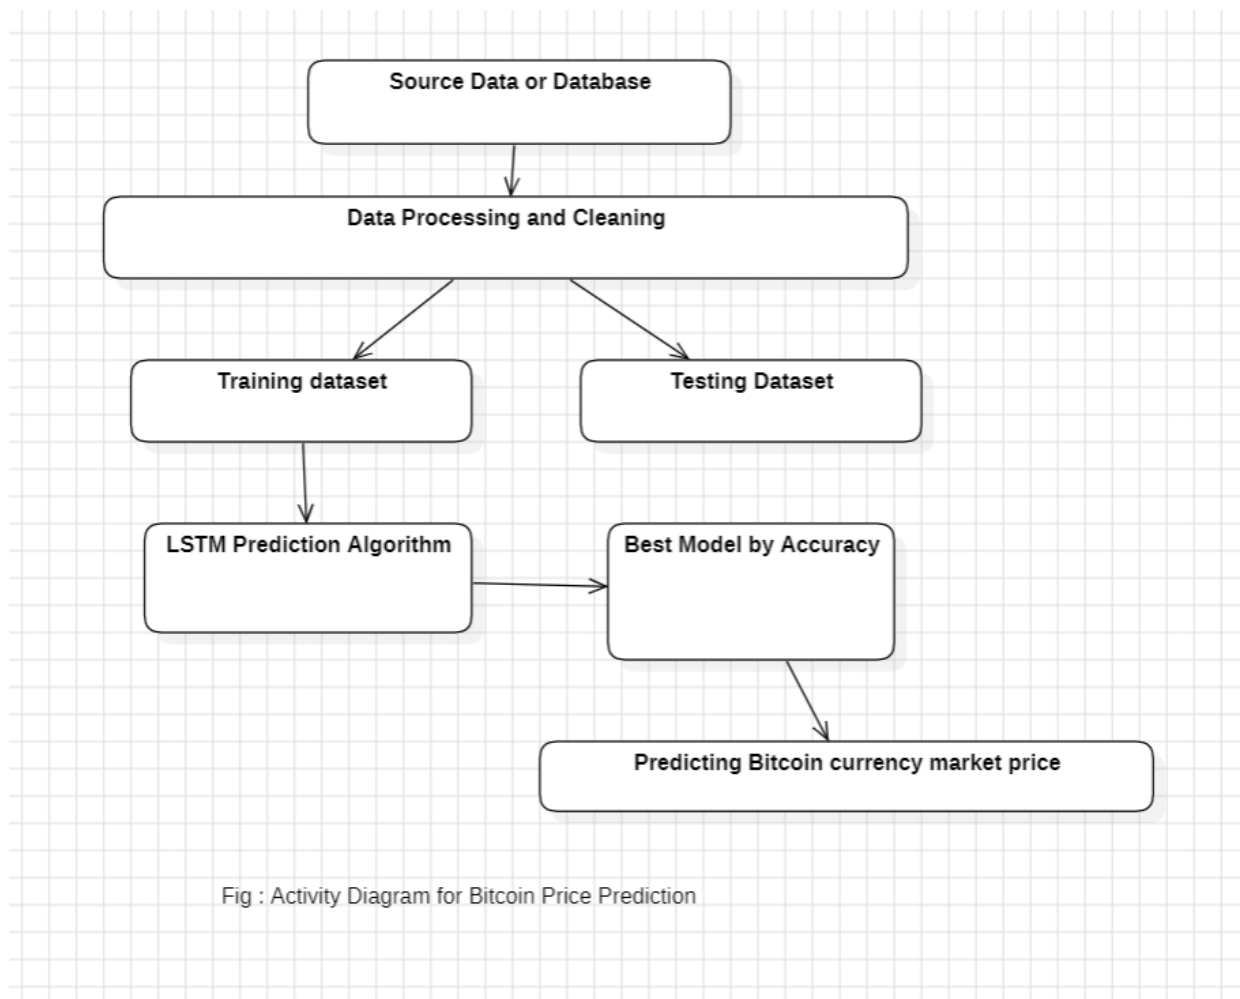 Source Data or Database
Data Processing and Cleaning
Training dataset
Testing Dataset
LSTM Prediction Algorithm
Best Model by Accuracy
Predicting Bitcoin currency market price
Fig : Activity Diagram for Bitcoin Price Prediction